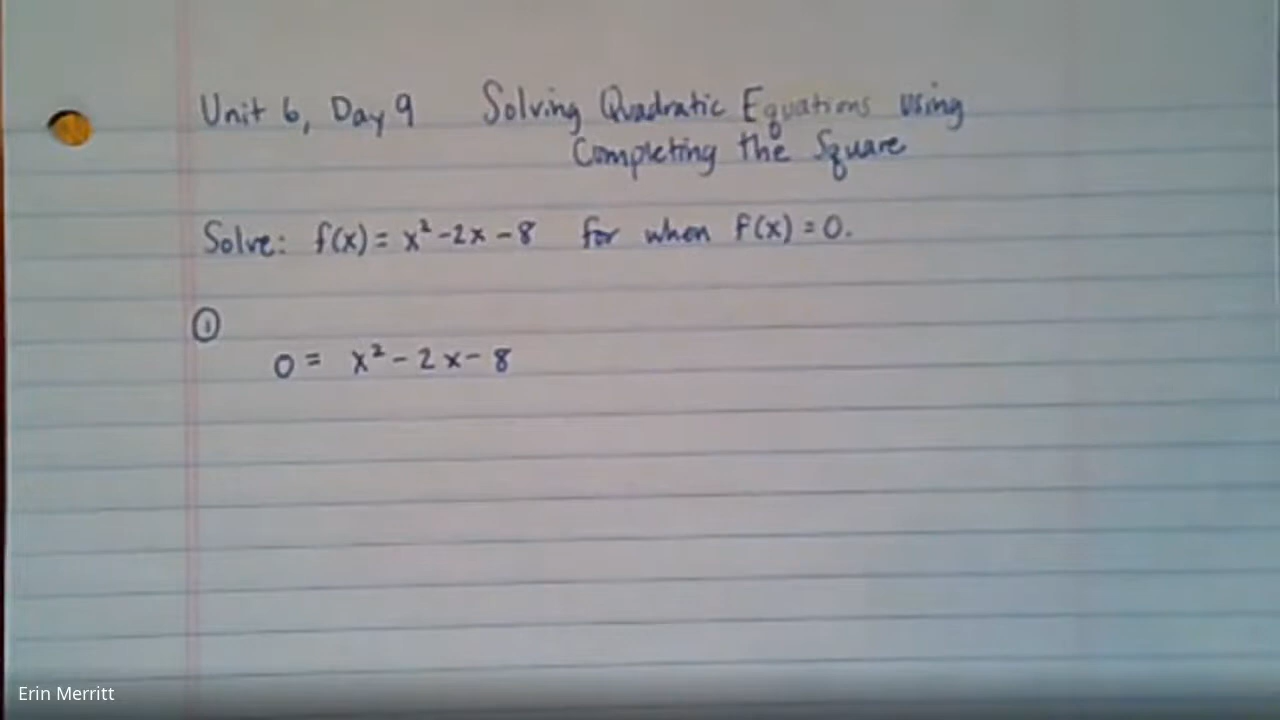 Unit 6, Day 9 Solving Quadratic Equations using
Completing the Square
Solve: f(x) = x² - 2x - 8 for when f(x) = 0.
①
0 = x² - 2x - 8
Erin Merritt